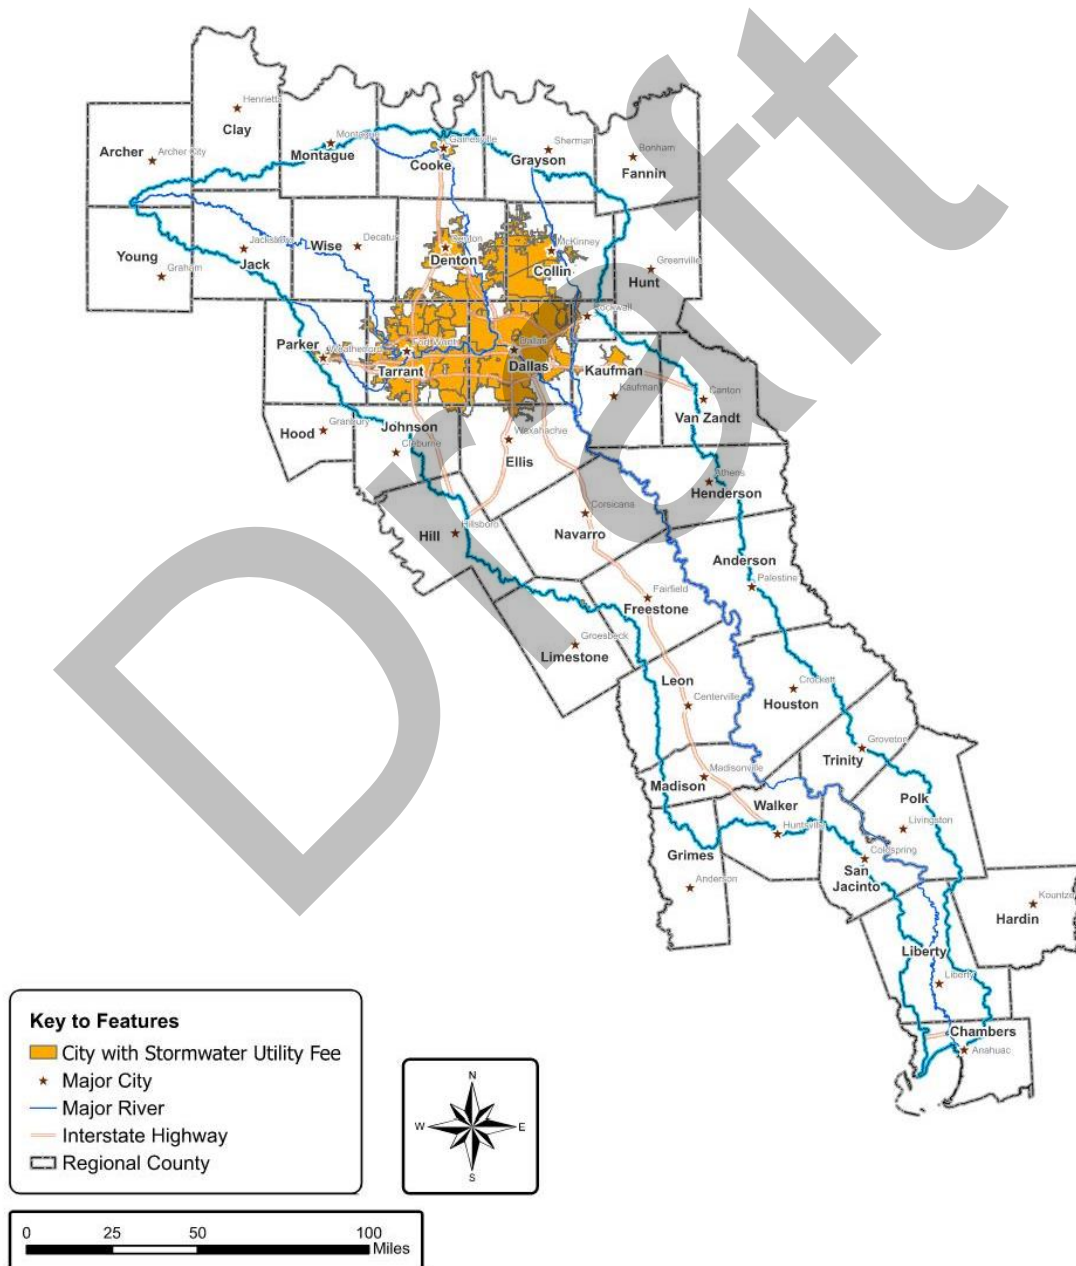 Henrietta
Clay
Archer
Archer City
Montague
Montague
Gainesville
Cooke
Sherman
Grayson
Bonham
Fannin
Young
Graham
Jacksboro
Jack
Wise
Decatur
Denton
Denton
McKinney
Collin
Greenville
Hunt
Rockwall
Parker
Weatherford
Fort Worth
Tarrant
Dallas
Dallas
Kaufman
Kaufman
Canton
Van Zandt
Hood
Granbury
Johnson
Cleburne
Waxahachie
Ellis
Athens
Henderson
Hill
Hillsboro
Corsicana
Navarro
Anderson
Palestine
Fairfield
Freestone
Groesbeck
Limestone
Leon
Centerville
Crockett
Houston
Groveton
Trinity
Madisonville
Madison
Walker
Huntsville
Polk
Livingston
Grimes
Anderson
Coldspring
San
Jacinto
Kountze
Hardin
Liberty
Liberty
Chambers
Anahuac
Draft
Key to Features
City with Stormwater Utility Fee
Major City
Major River
Interstate Highway
Regional County
N
W E
S
0 25 50 100
Miles